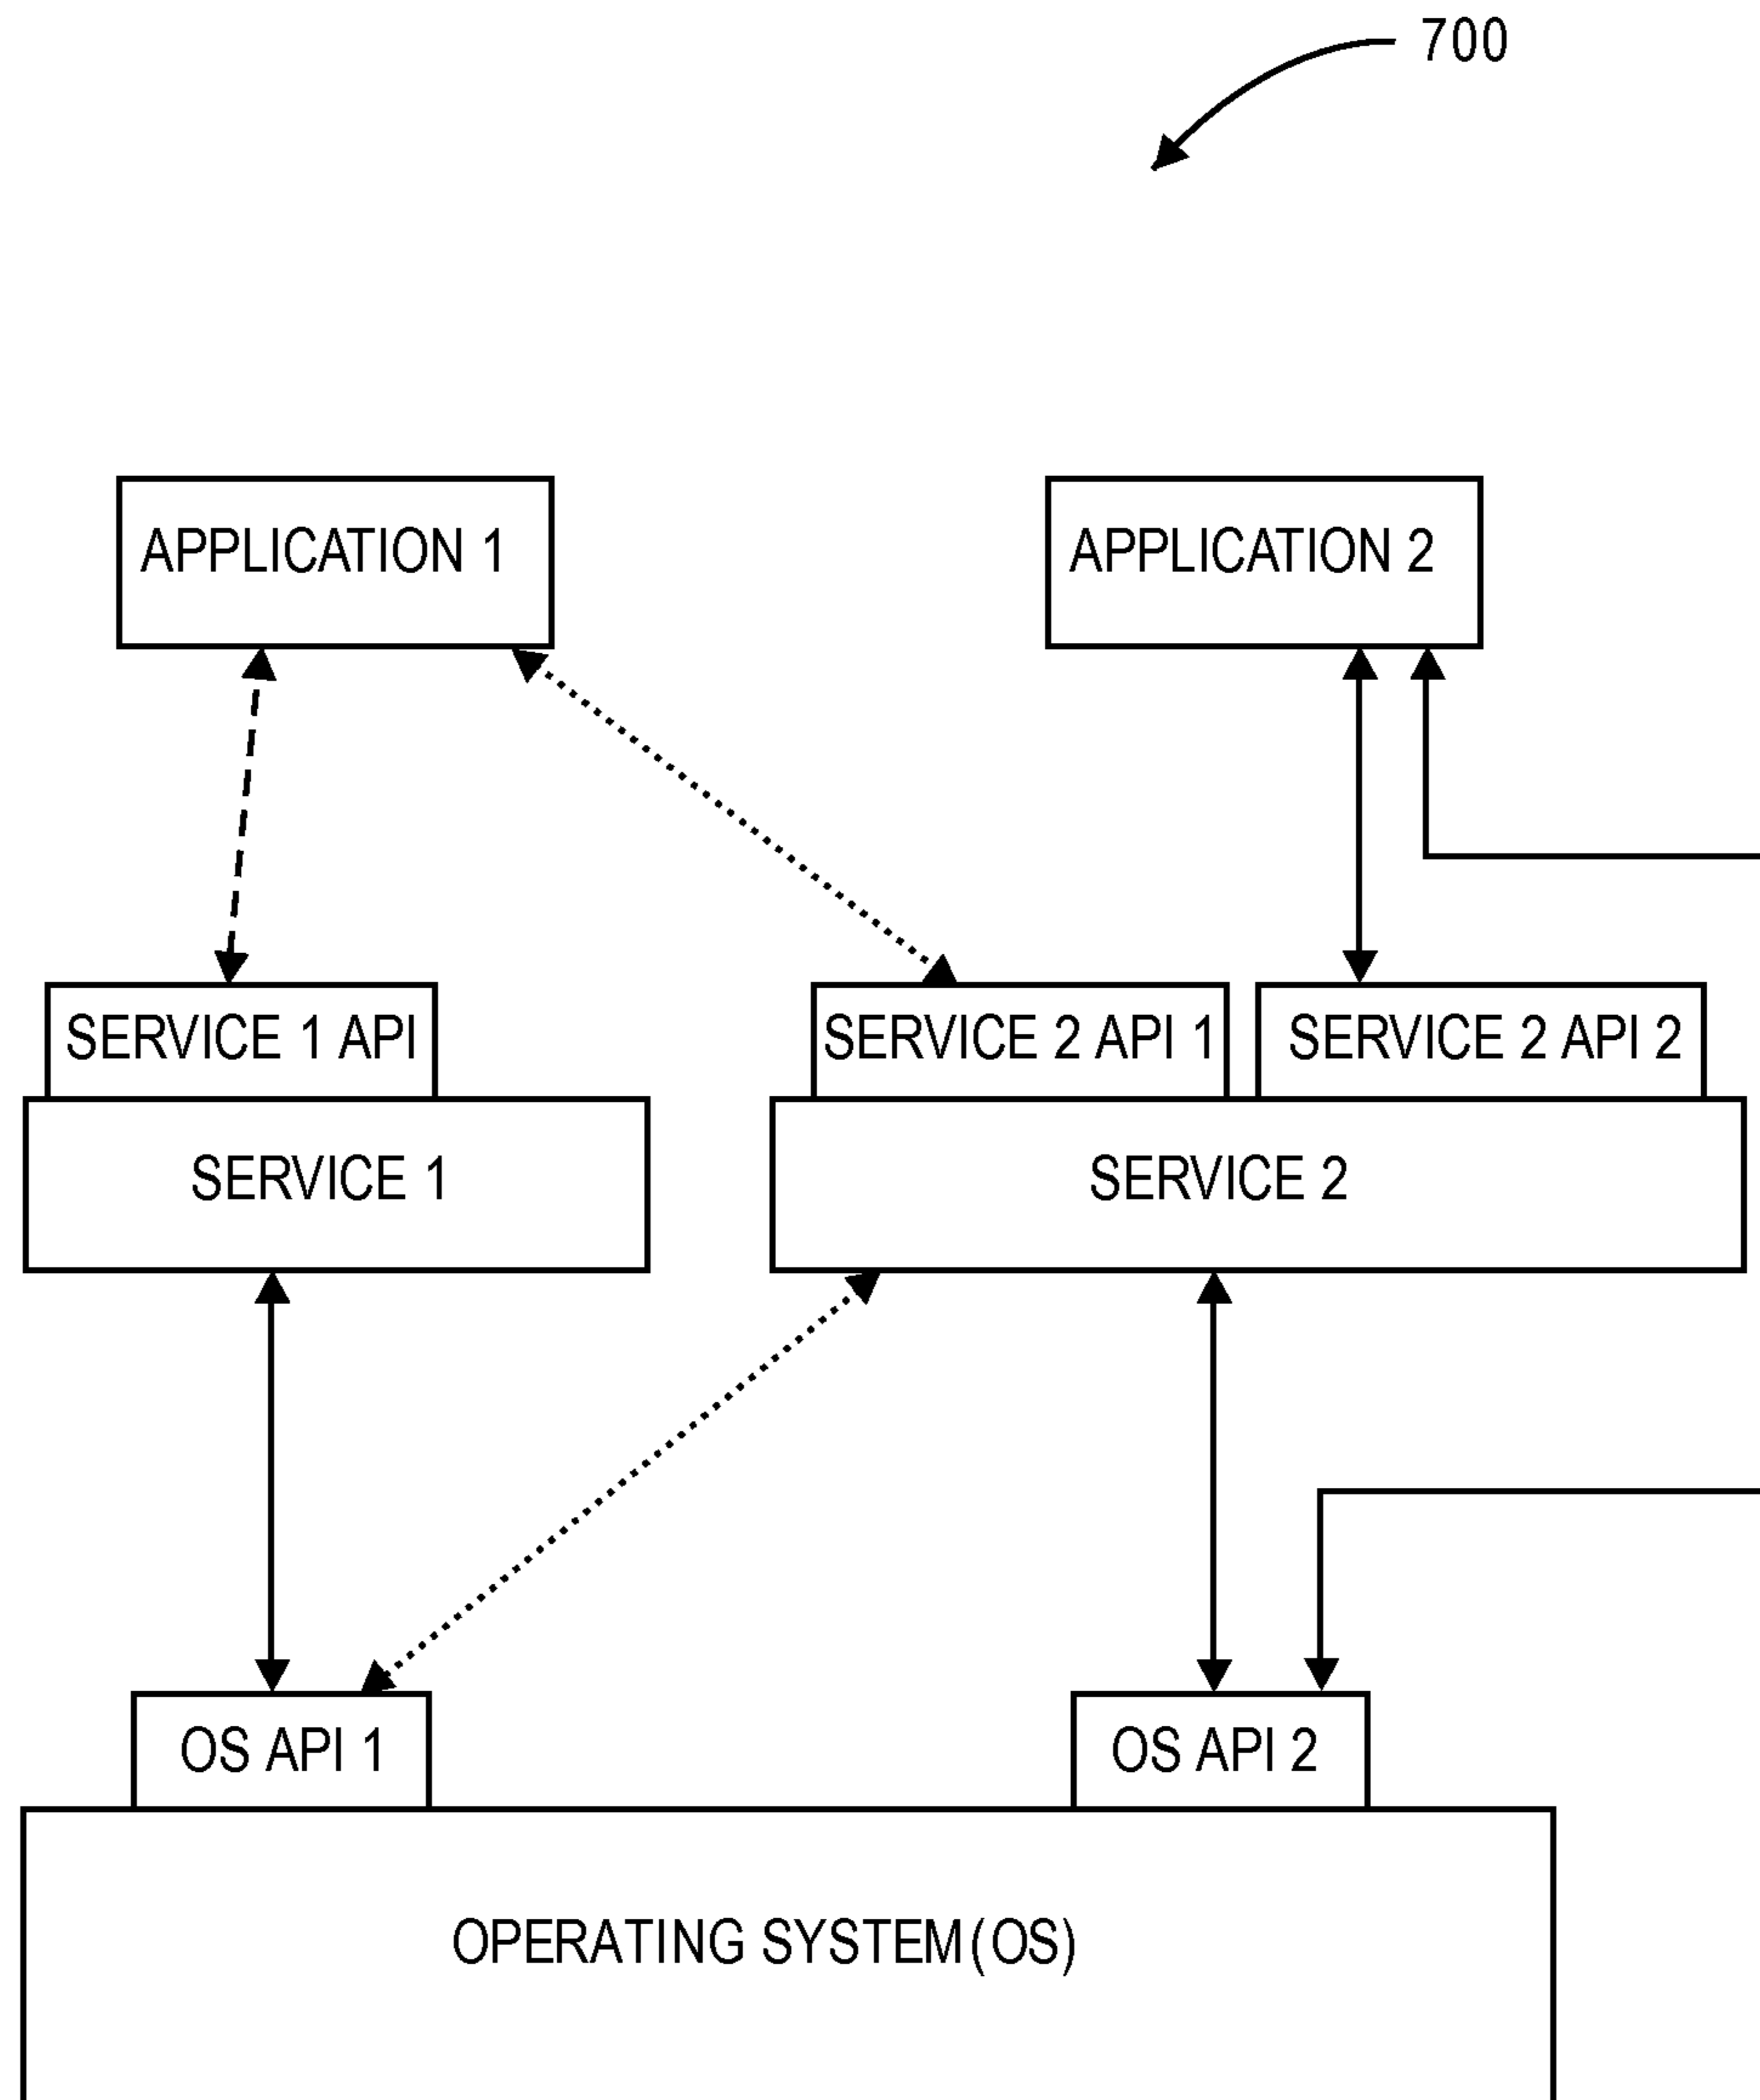 700
APPLICATION 1
APPLICATION 2
SERVICE 1 API
SERVICE 2 API 1
SERVICE 2 API 2
SERVICE 1
SERVICE 2
OS API 1
OS API 2
OPERATING SYSTEM(OS)